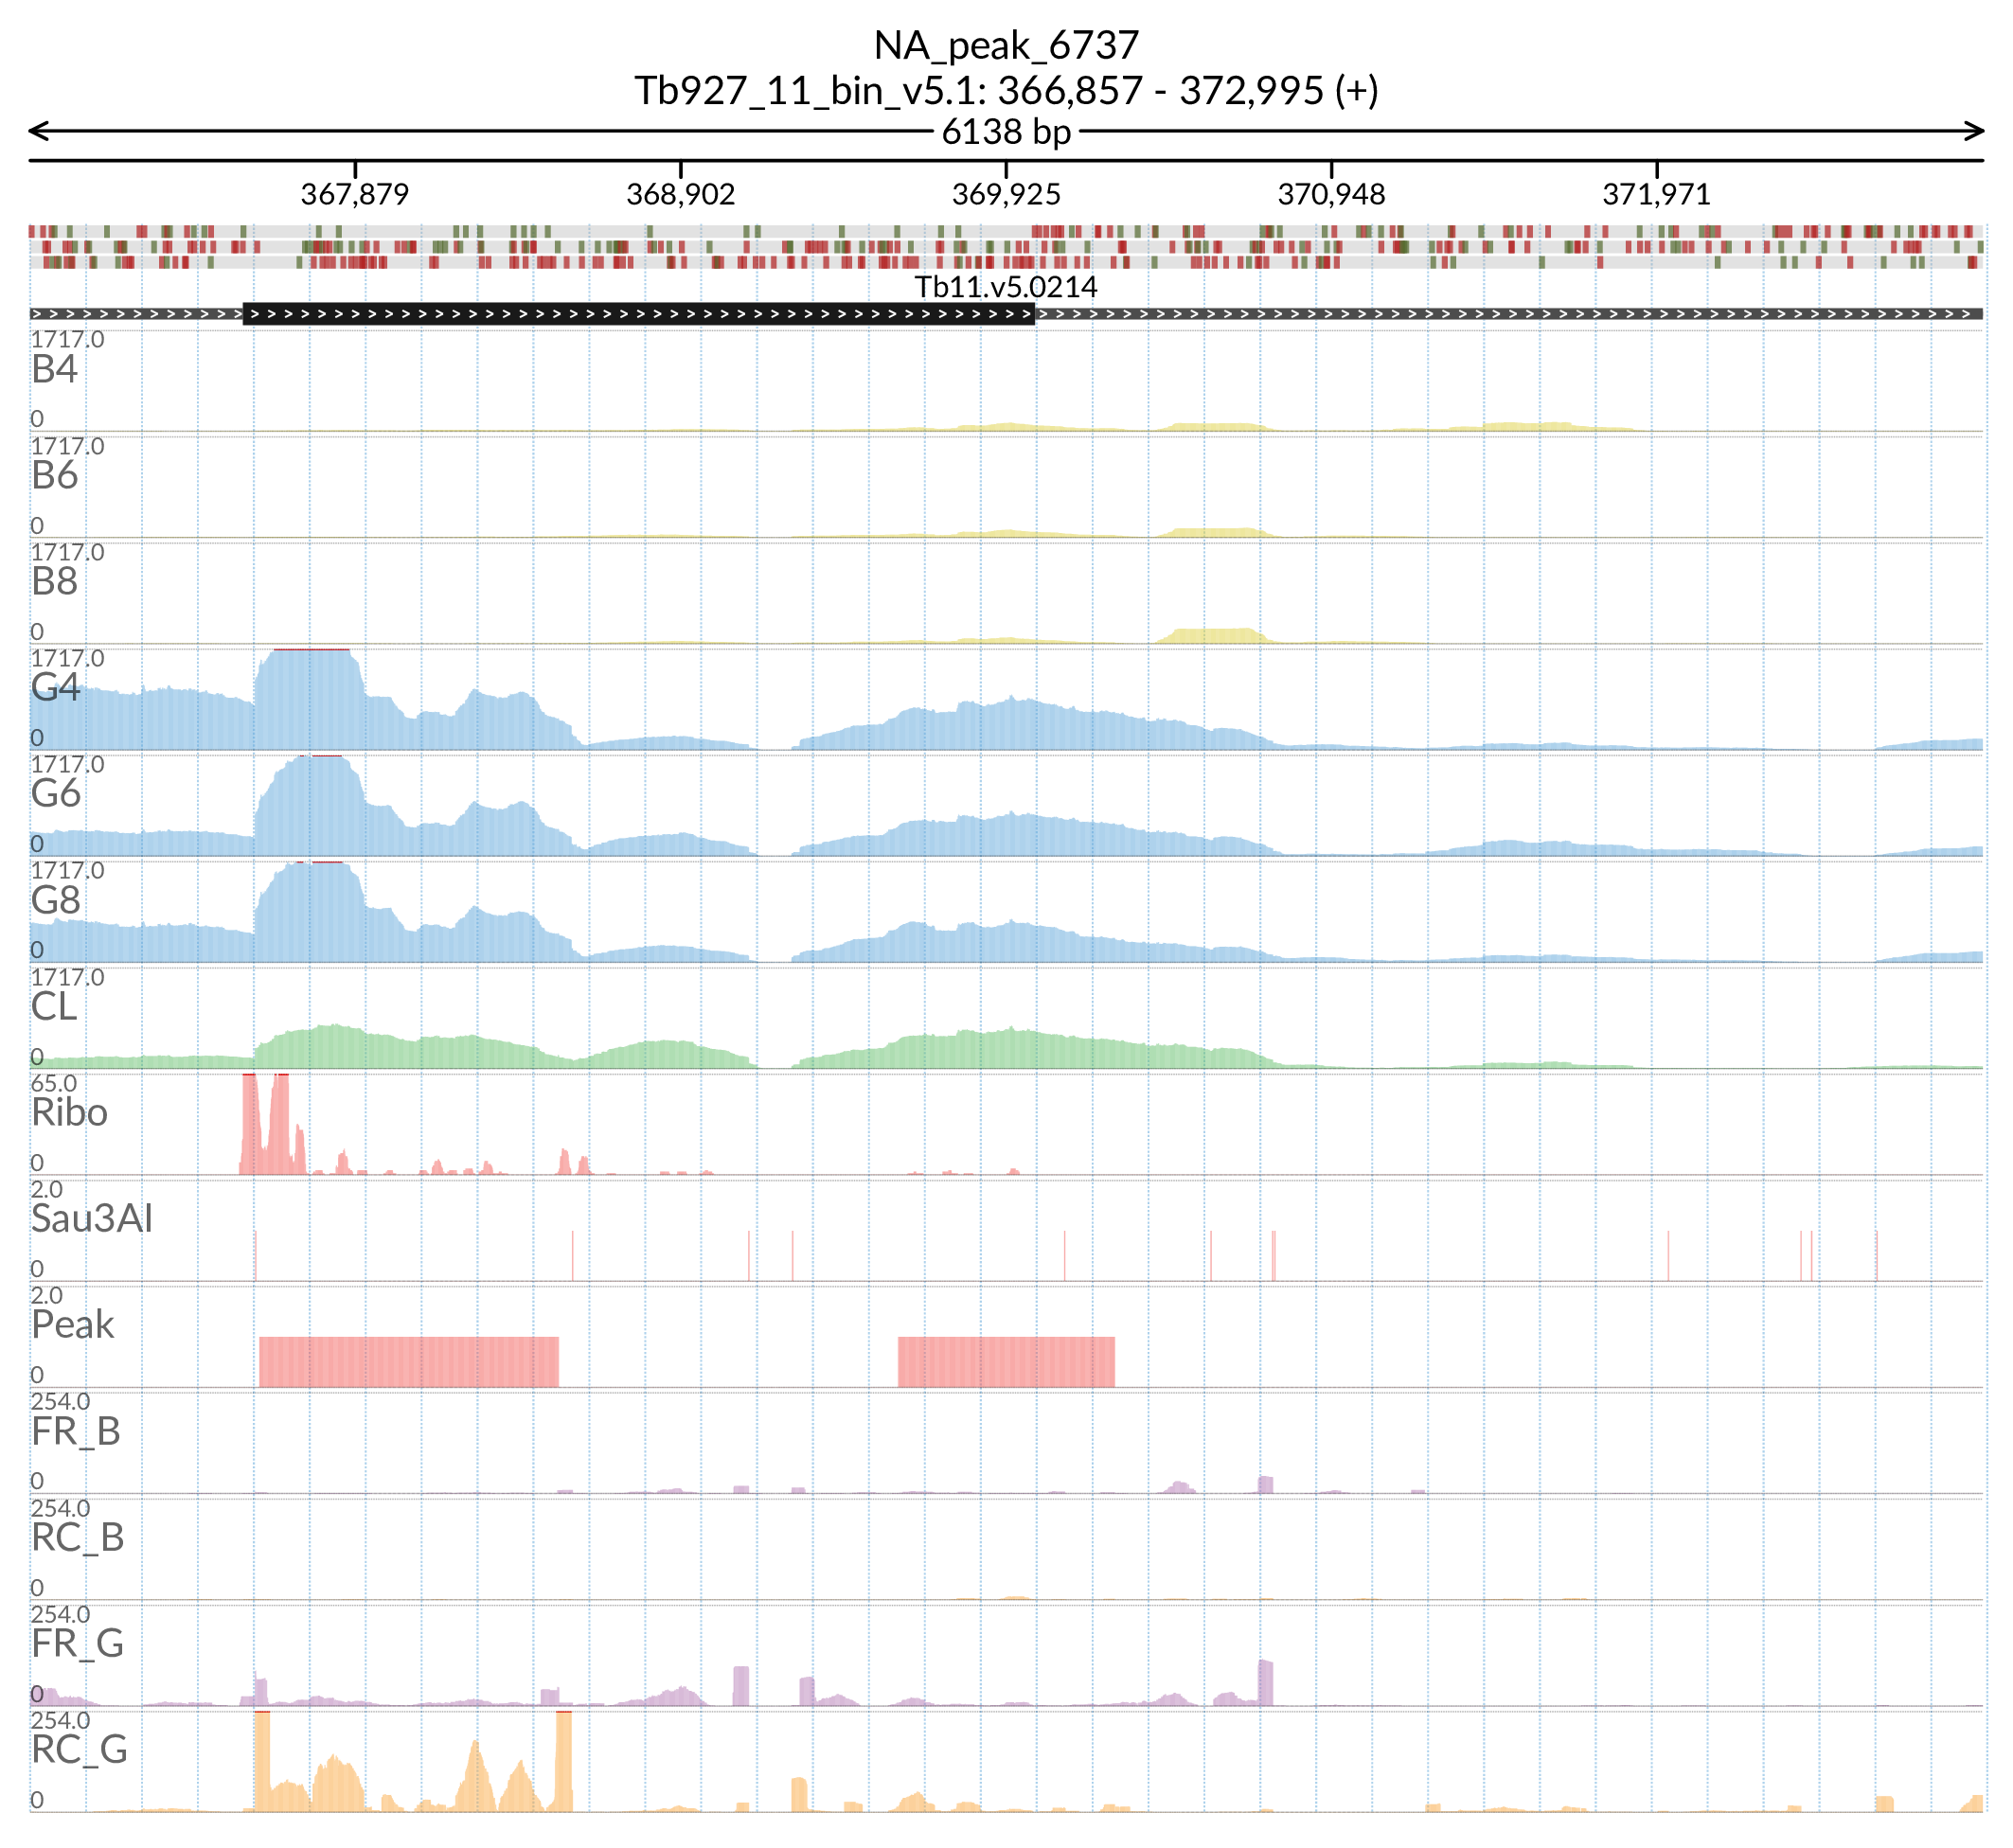 NA_peak_6737
Tb927_11_bin_v5.1: 366,857 - 372,995 (+)
6138 bp
367,879 368,902 369,925 370,948 371,971
Tb11.v5.0214
1717.0
B4
0
1717.0
B6
0
1717.0
B8
0
1717.0
G4
0
1717.0
G6
0
1717.0
G8
0
1717.0
CL
0
65.0
Ribo
0
2.0
Sau3AI
0
2.0
Peak
0
254.0
FR_B
0
254.0
RC_B
0
254.0
FR_G
0
254.0
RC_G
0